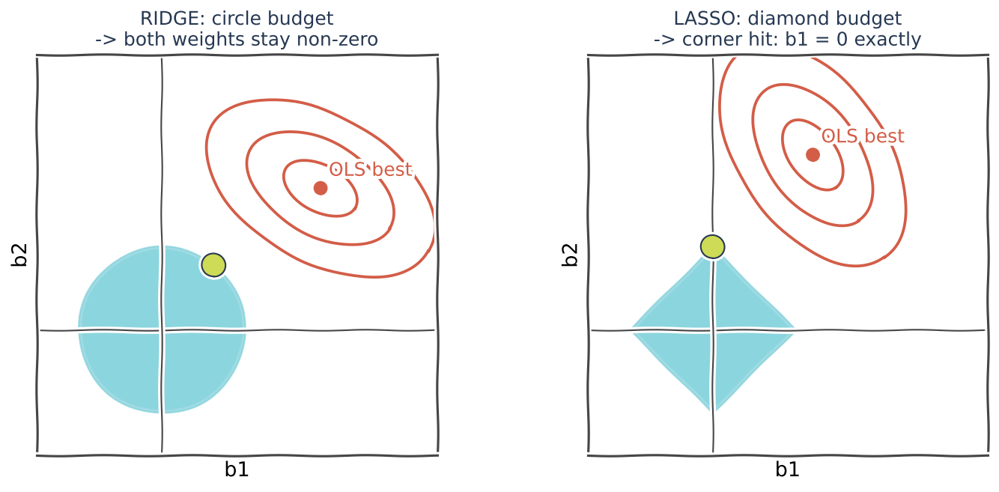 RIDGE: circle budget
-> both weights stay non-zero
OLS best
b2
b1
LASSO: diamond budget
-> corner hit: b1 = 0 exactly
OLS best
b2
b1